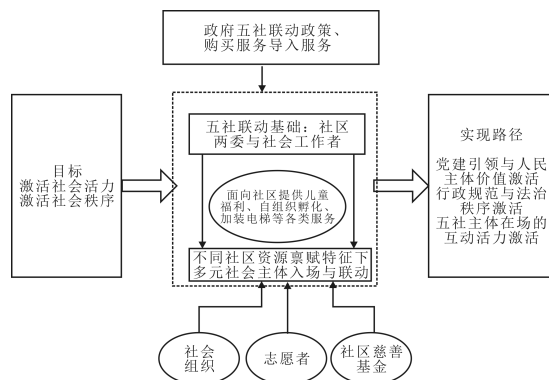 政府五社联动政策、
购买服务导入服务
目标
激活社会活力
激活社会秩序
五社联动基础：社区
两委与社会工作者
面向社区提供儿童
福利、自组织孵化、
加装电梯等各类服务
不同社区资源禀赋特征下
多元社会主体入场与联动
实现路径
党建引领与人民
主体价值激活
行政规范与法治
秩序激活
五社主体在场的
互动活力激活
社会
组织
志愿者
社区慈善
基金